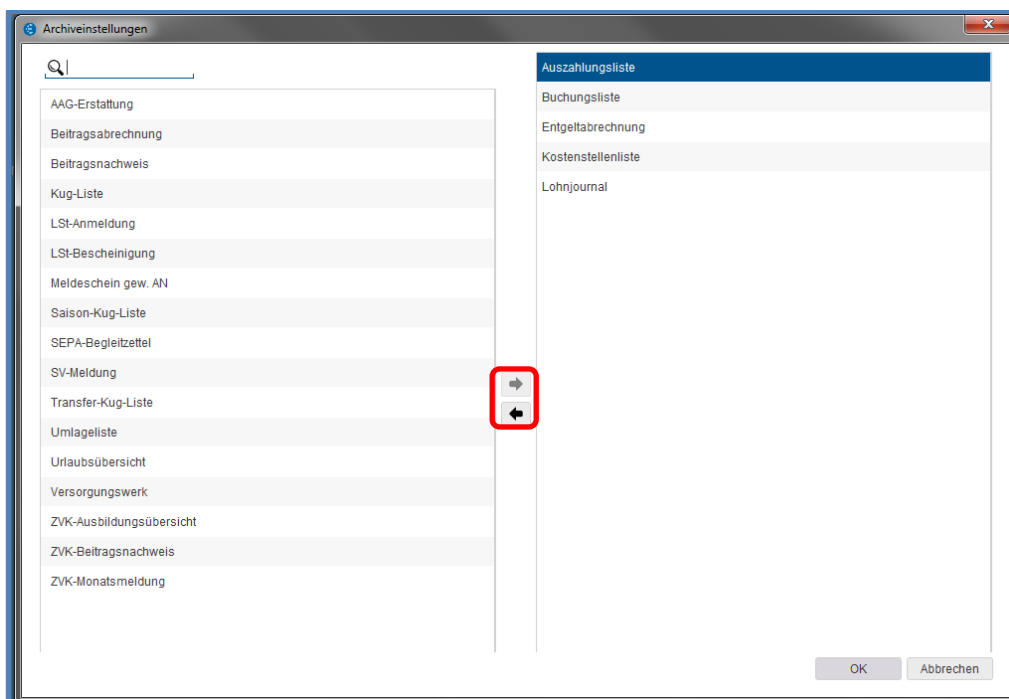 Archiveinstellungen
AAG-Erstattung
Beitragsabrechnung
Beitragsnachweis
Kug-Liste
LSt-Anmeldung
LSt-Bescheinigung
Meldeschein gew. AN
Saison-Kug-Liste
SEPA-Begleitzettel
SV-Meldung
Transfer-Kug-Liste
Umlageliste
Urlaubsübersicht
Versorgungswerk
ZVK-Ausbildungsübersicht
ZVK-Beitragsnachweis
ZVK-Monatsmeldung
Auszahlungsliste
Buchungsliste
Entgeltabrechnung
Kostenstellenliste
Lohnjournal
OK
Abbrechen